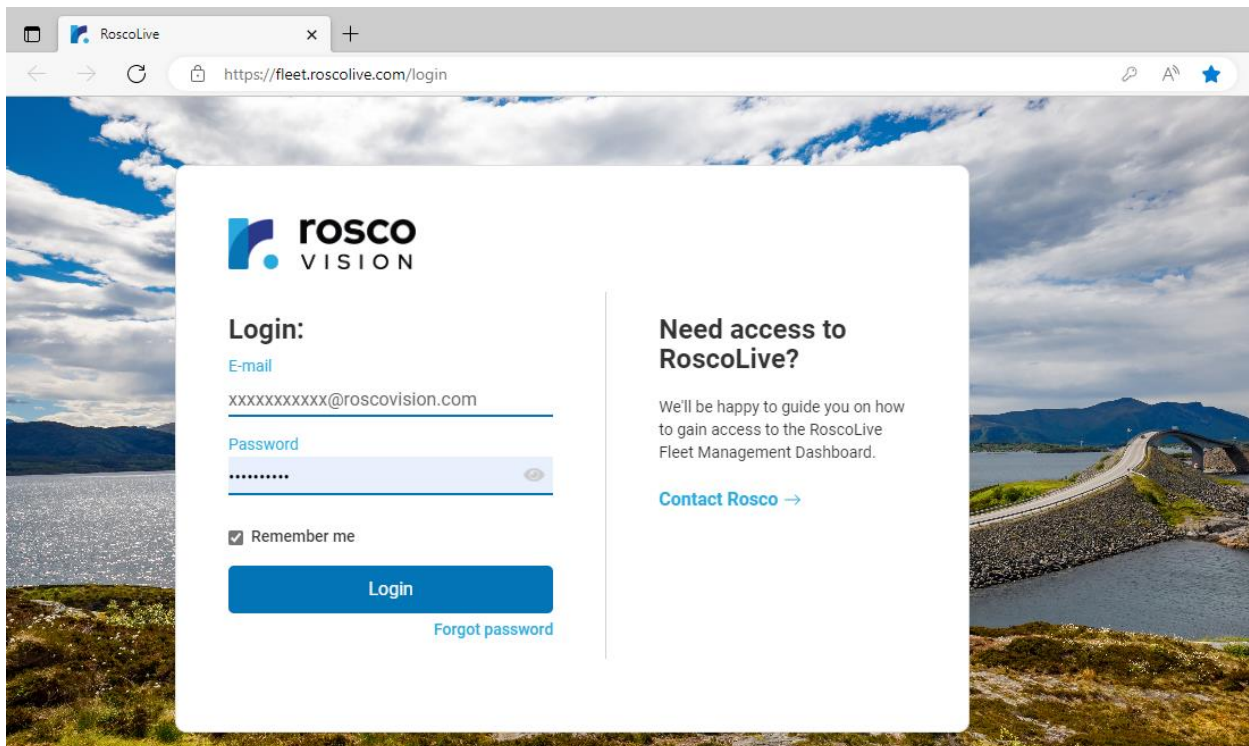 RoscoLive
https://fleet.roscolive.com/login
rosco
VISION
Login:
E-mail
xxxxxxxxxxx@roscovision.com
Password
••••••••••
Remember me
Login
Forgot password
Need access to
RoscoLive?
We'll be happy to guide you on how
to gain access to the RoscoLive
Fleet Management Dashboard.
Contact Rosco →